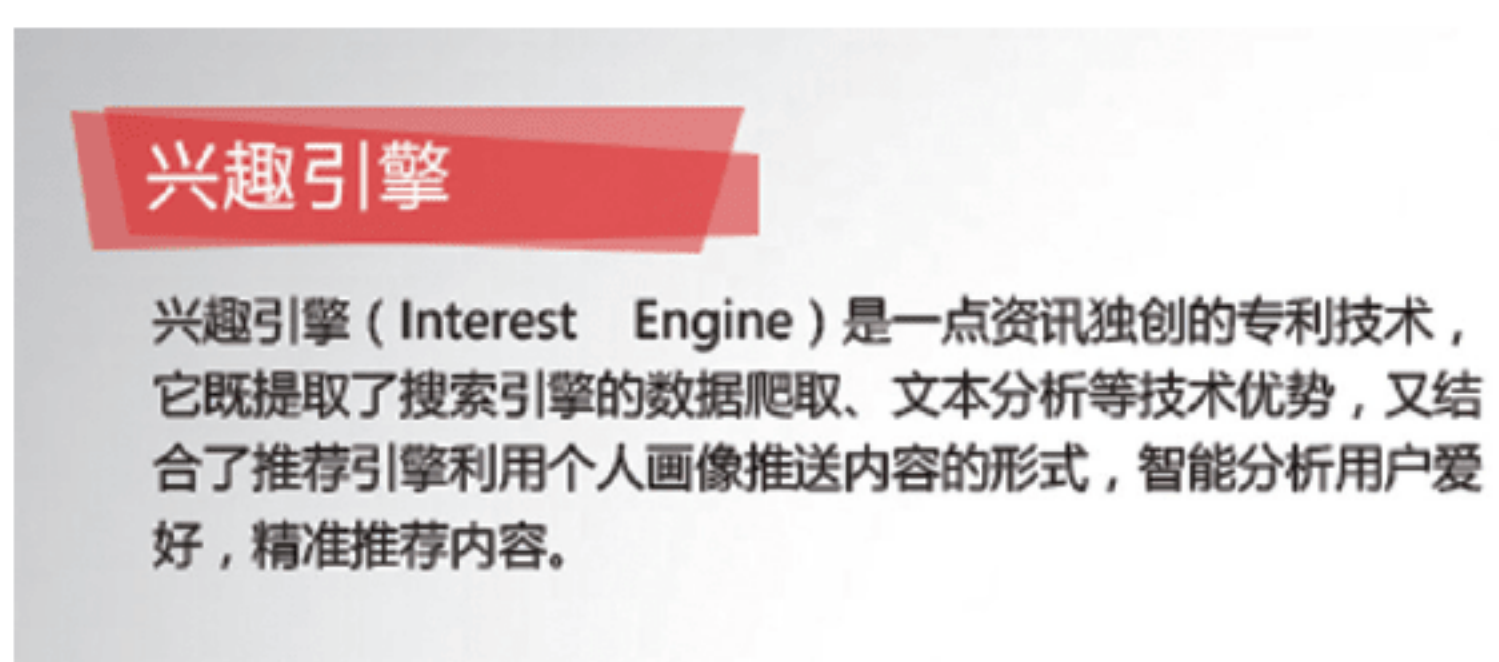 兴趣引擎
兴趣引擎（Interest Engine）是一点资讯独创的专利技术，
它既提取了搜索引擎的数据爬取、文本分析等技术优势，又结
合了推荐引擎利用个人画像推送内容的形式，智能分析用户爱
好，精准推荐内容。